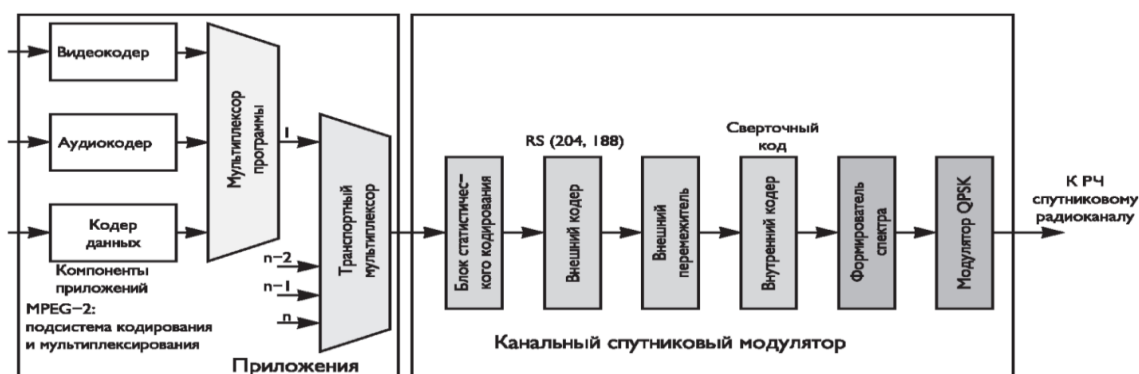 Видеокодер
Аудиокодер
Кодер
данных
Компоненты
приложений
MPEG–2:
подсистема кодирования
и мультиплексирования
Мультиплексор
программы
1
n–2
n–1
n
Транспортный
мультиплексор
Приложения
Блок статистичес–
кого кодирования
RS (204, 188)
Внешний кодер
Внешний
перемежитель
Сверточный
код
Внутренний кодер
Формирователь
спектра
Модулятор QPSK
К РЧ
спутниковому
радиоканалу
Канальный спутниковый модулятор